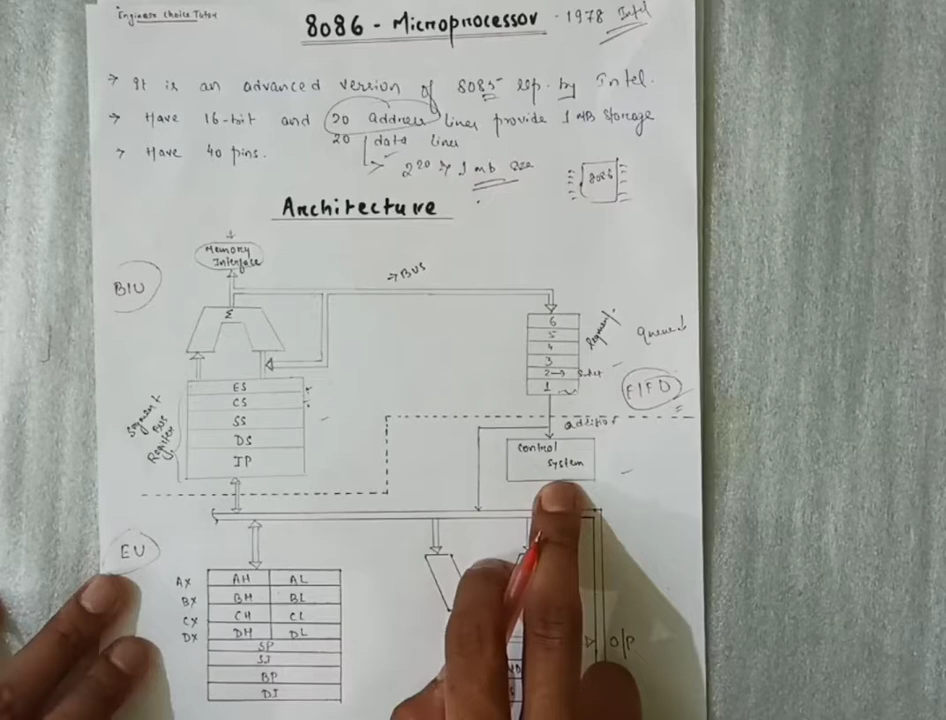 Engineers Choice Tutor
8086 - Microprocessor - 1978 Intel
→ It is an advanced version of 8085 by Intel.
→ Have 16-bit and 20 address lines provide 1 MB storage
20 data lines
→ Have 40 pins.
2^20 → 1 mb size
8086
Architecture
Memory
Interface
→ BUS
BIU
Σ
6
5
4
3
2 →
1
Segment
Queue ↓
FIFO
ES
CS
SS
DS
IP
Segment
Bus
Register
Control
System
EU
AX AH AL
BX BH BL
CX CH CL
DX DH DL
SP
SI
BP
DI
O/P